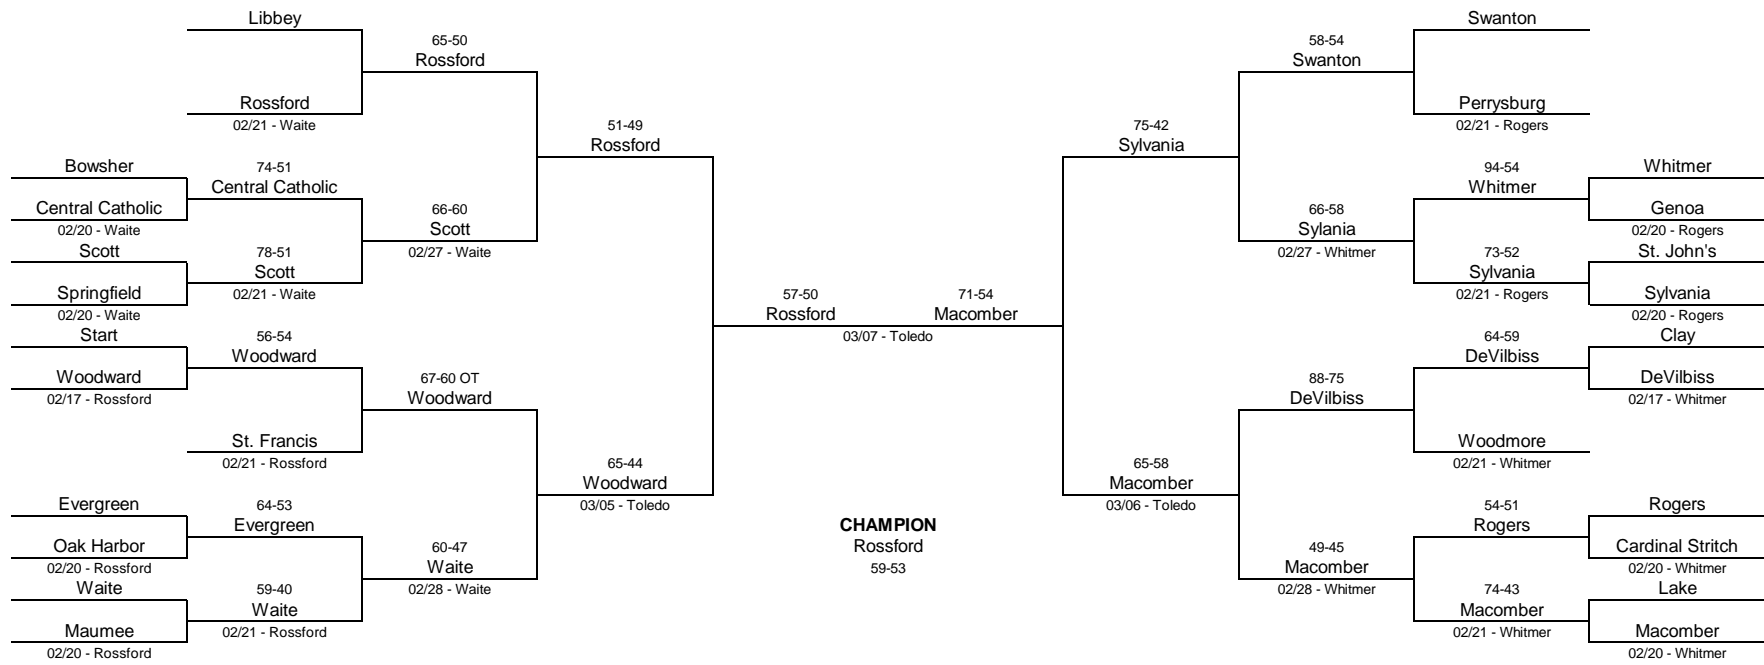 Libbey
65-50
Rossford
Rossford
02/21 - Waite
51-49
Rossford
Bowsher
74-51
Central Catholic
Central Catholic
02/20 - Waite
66-60
Scott
02/27 - Waite
Scott
78-51
Scott
02/21 - Waite
Springfield
02/20 - Waite
Start
56-54
Woodward
Woodward
02/17 - Rossford
67-60 OT
Woodward
St. Francis
02/21 - Rossford
65-44
Woodward
03/05 - Toledo
Evergreen
64-53
Evergreen
Oak Harbor
02/20 - Rossford
60-47
Waite
02/28 - Waite
Waite
59-40
Waite
02/21 - Rossford
Maumee
02/20 - Rossford
57-50
Rossford
71-54
Macomber
03/07 - Toledo
CHAMPION
Rossford
59-53
Swanton
58-54
Swanton
Perrysburg
02/21 - Rogers
75-42
Sylvania
94-54
Whitmer
Whitmer
Genoa
02/20 - Rogers
66-58
Sylania
02/27 - Whitmer
73-52
Sylvania
02/21 - Rogers
St. John's
Sylvania
02/20 - Rogers
64-59
DeVilbiss
Clay
DeVilbiss
02/17 - Whitmer
88-75
DeVilbiss
Woodmore
02/21 - Whitmer
65-58
Macomber
03/06 - Toledo
54-51
Rogers
Rogers
Cardinal Stritch
02/20 - Whitmer
49-45
Macomber
02/28 - Whitmer
74-43
Macomber
02/21 - Whitmer
Lake
Macomber
02/20 - Whitmer